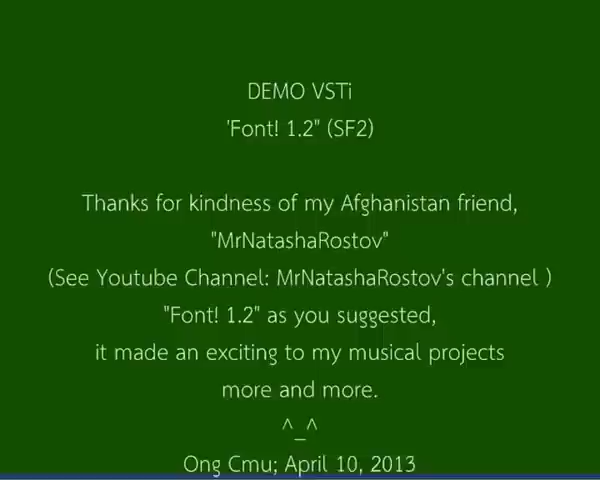 DEMO VSTi
'Font! 1.2" (SF2)
Thanks for kindness of my Afghanistan friend,
"MrNatashaRostov"
(See Youtube Channel: MrNatashaRostov's channel )
"Font! 1.2" as you suggested,
it made an exciting to my musical projects
more and more.
^_^
Ong Cmu; April 10, 2013